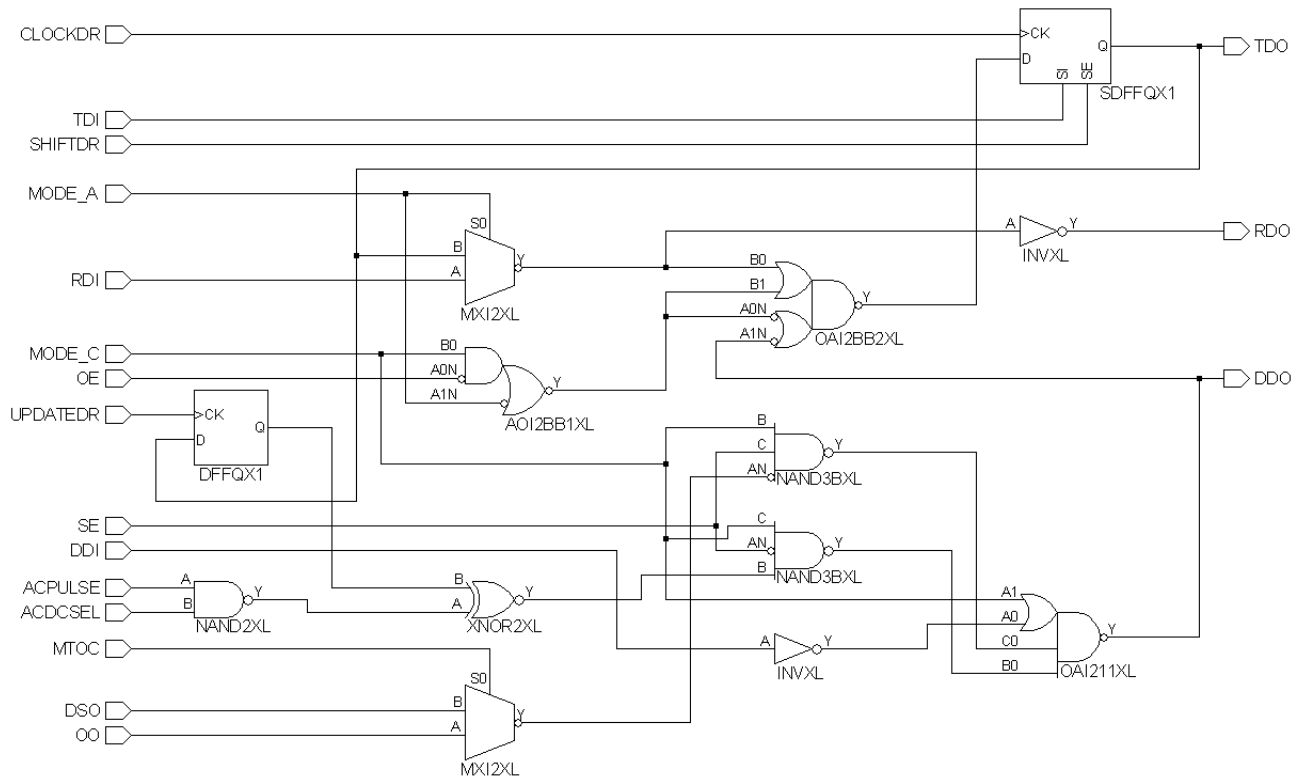 CLOCKDR
>CK
Q
TDO
D
SI
SE
SDFFQX1
TDI
SHIFTDR
MODE_A
S0
B
Y
A
RDI
MXI2XL
A
Y
INVXL
RDO
B0
B1
A0N
A1N
Y
OAI2BB2XL
MODE_C
OE
B0
A0N
A1N
Y
AOI2BB1XL
DDO
UPDATEDR
>CK
Q
D
DFFQX1
B
C
AN
Y
NAND3BXL
SE
DDI
C
AN
B
Y
NAND3BXL
ACPULSE
ACDCSEL
A
B
Y
NAND2XL
B
A
Y
XNOR2XL
A1
A0
C0
B0
Y
OAI211XL
MTOC
A
Y
INVXL
S0
DSO
OO
B
A
Y
MXI2XL